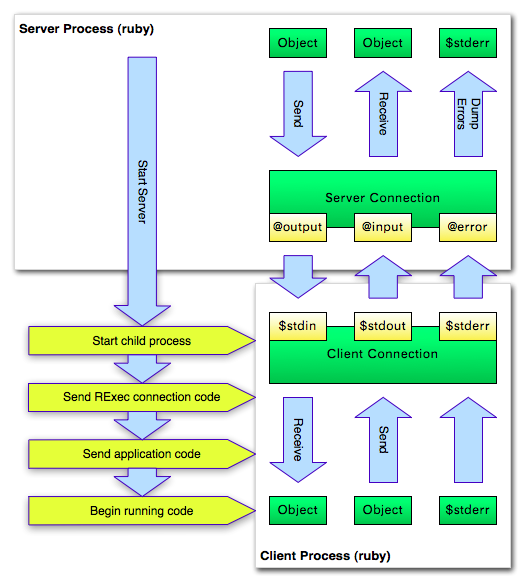 Server Process (ruby)
Object
Object
$stderr
Send
Receive
Dump
Errors
Start Server
Server Connection
@output
@input
@error
$stdin
$stdout
$stderr
Client Connection
Start child process
Send RExec connection code
Send application code
Begin running code
Receive
Send
Object
Object
$stderr
Client Process (ruby)